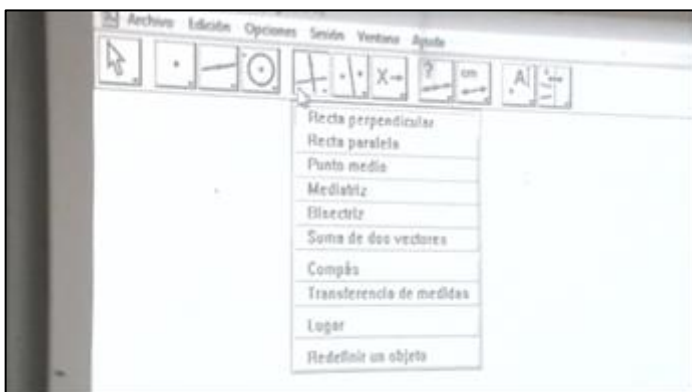 Archivo Edición Opciones Sesión Ventana Ayuda
X
?
cm
A
Recta perpendicular
Recta paralela
Punto medio
Mediatriz
Bisectriz
Suma de dos vectores
Compás
Transferencia de medidas
Lugar
Redefinir un objeto